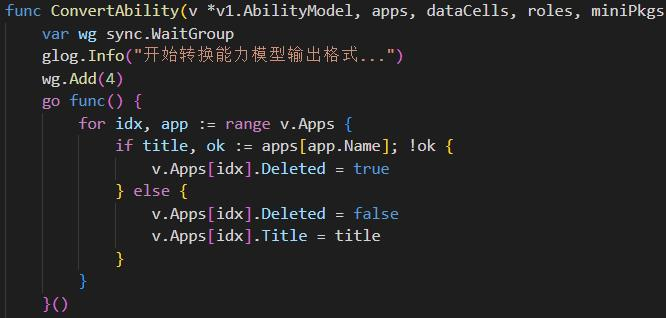 func ConvertAbility(v *v1.AbilityModel, apps, dataCells, roles, miniPkgs
var wg sync.WaitGroup
glog.Info("开始转换能力模型输出格式...")
wg.Add(4)
go func() {
for idx, app := range v.Apps {
if title, ok := apps[app.Name]; !ok {
v.Apps[idx].Deleted = true
} else {
v.Apps[idx].Deleted = false
v.Apps[idx].Title = title
}
}
}()